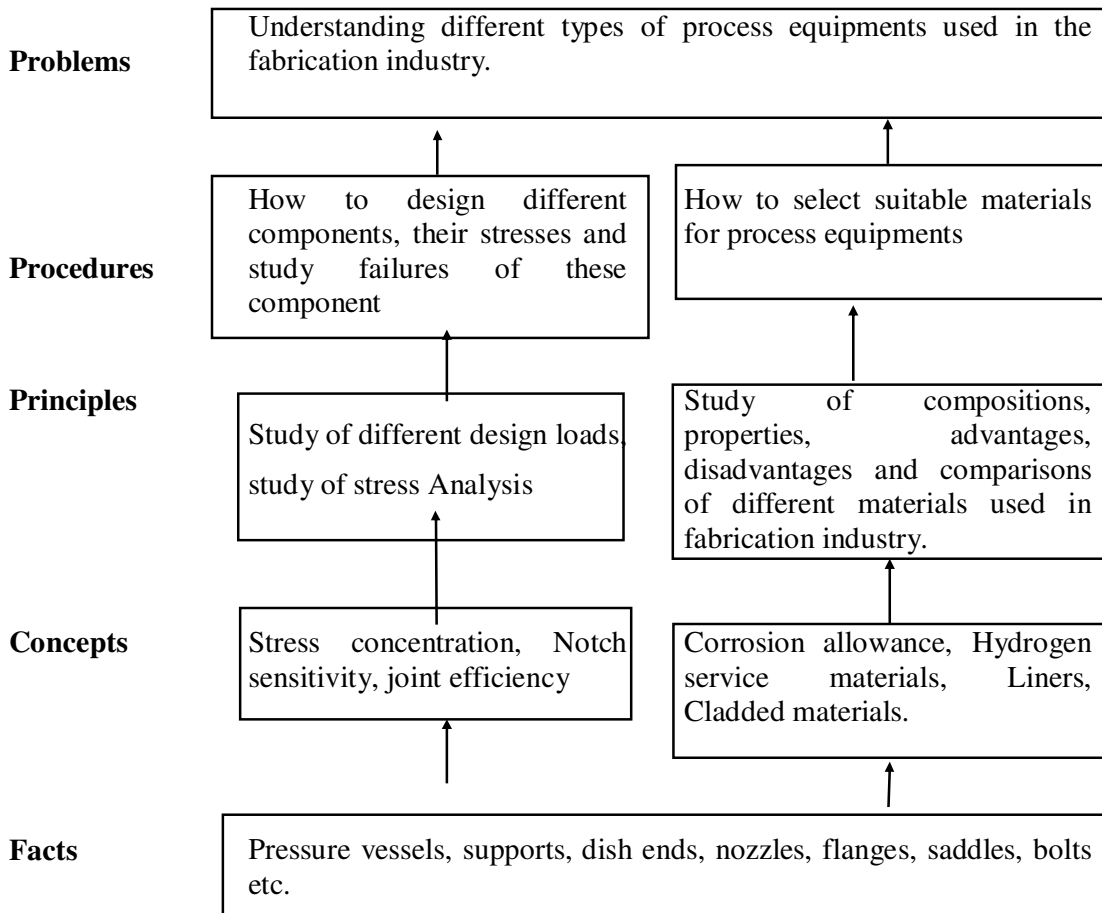 Problems
Understanding different types of process equipments used in the
fabrication industry.
Procedures
How to design different
components, their stresses and
study failures of these
component
How to select suitable materials
for process equipments
Principles
Study of different design loads,
study of stress Analysis
Study of compositions,
properties, advantages,
disadvantages and comparisons
of different materials used in
fabrication industry.
Concepts
Stress concentration, Notch
sensitivity, joint efficiency
Corrosion allowance, Hydrogen
service materials, Liners,
Cladded materials.
Facts
Pressure vessels, supports, dish ends, nozzles, flanges, saddles, bolts
etc.